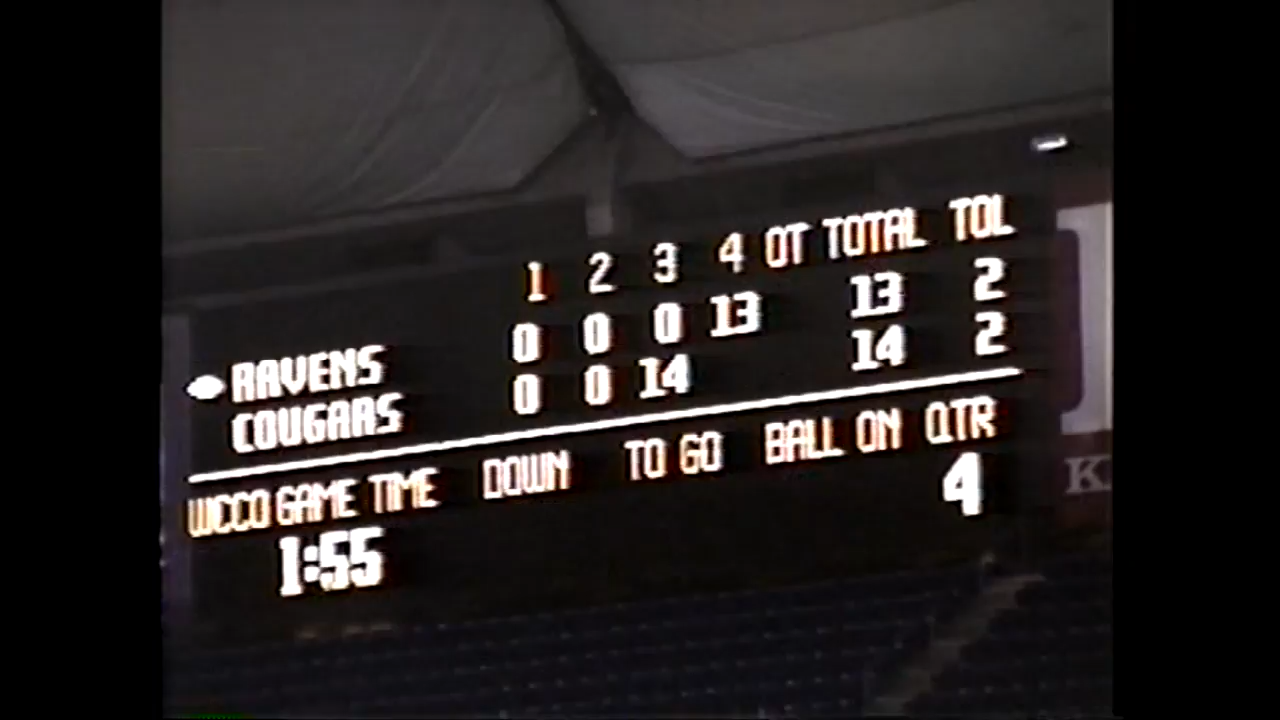 1 2 3 4 OT TOTAL TOL
RAVENS 0 0 0 13 13 2
COUGARS 0 0 14 14 2
WCCO GAME TIME DOWN TO GO BALL ON QTR
1:55 4
K